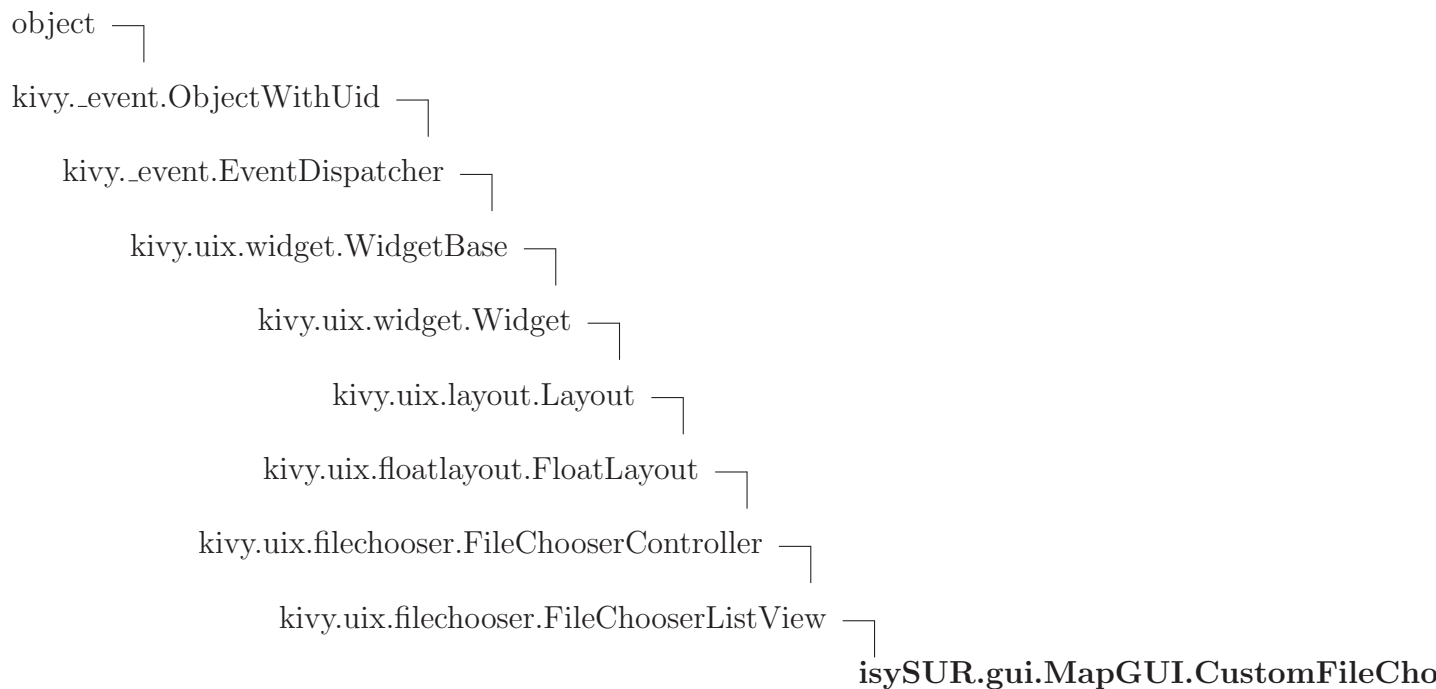 object
kivy._event.ObjectWithUid
kivy._event.EventDispatcher
kivy.uix.widget.WidgetBase
kivy.uix.widget.Widget
kivy.uix.layout.Layout
kivy.uix.floatlayout.FloatLayout
kivy.uix.filechooser.FileChooserController
kivy.uix.filechooser.FileChooserListView
isySUR.gui.MapGUI.CustomFileCho